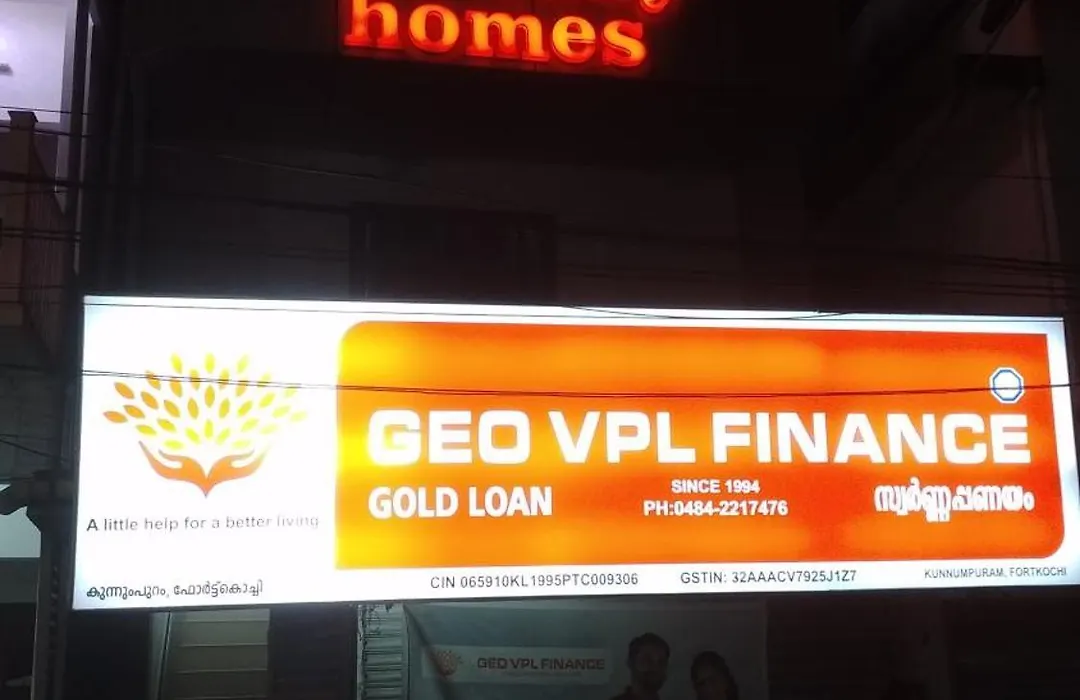 homes
GEO VPL FINANCE
GOLD LOAN
SINCE 1994
PH:0484-2217476
സ്വർണ്ണപ്പണയം
A little help for a better living
കുന്നുംപുറം, ഫോർട്ട്കൊച്ചി
CIN 065910KL1995PTC009306
GSTIN: 32AAACV7925J1Z7
KUNNUMPURAM, FORTKOCHI
GEO VPL FINANCE